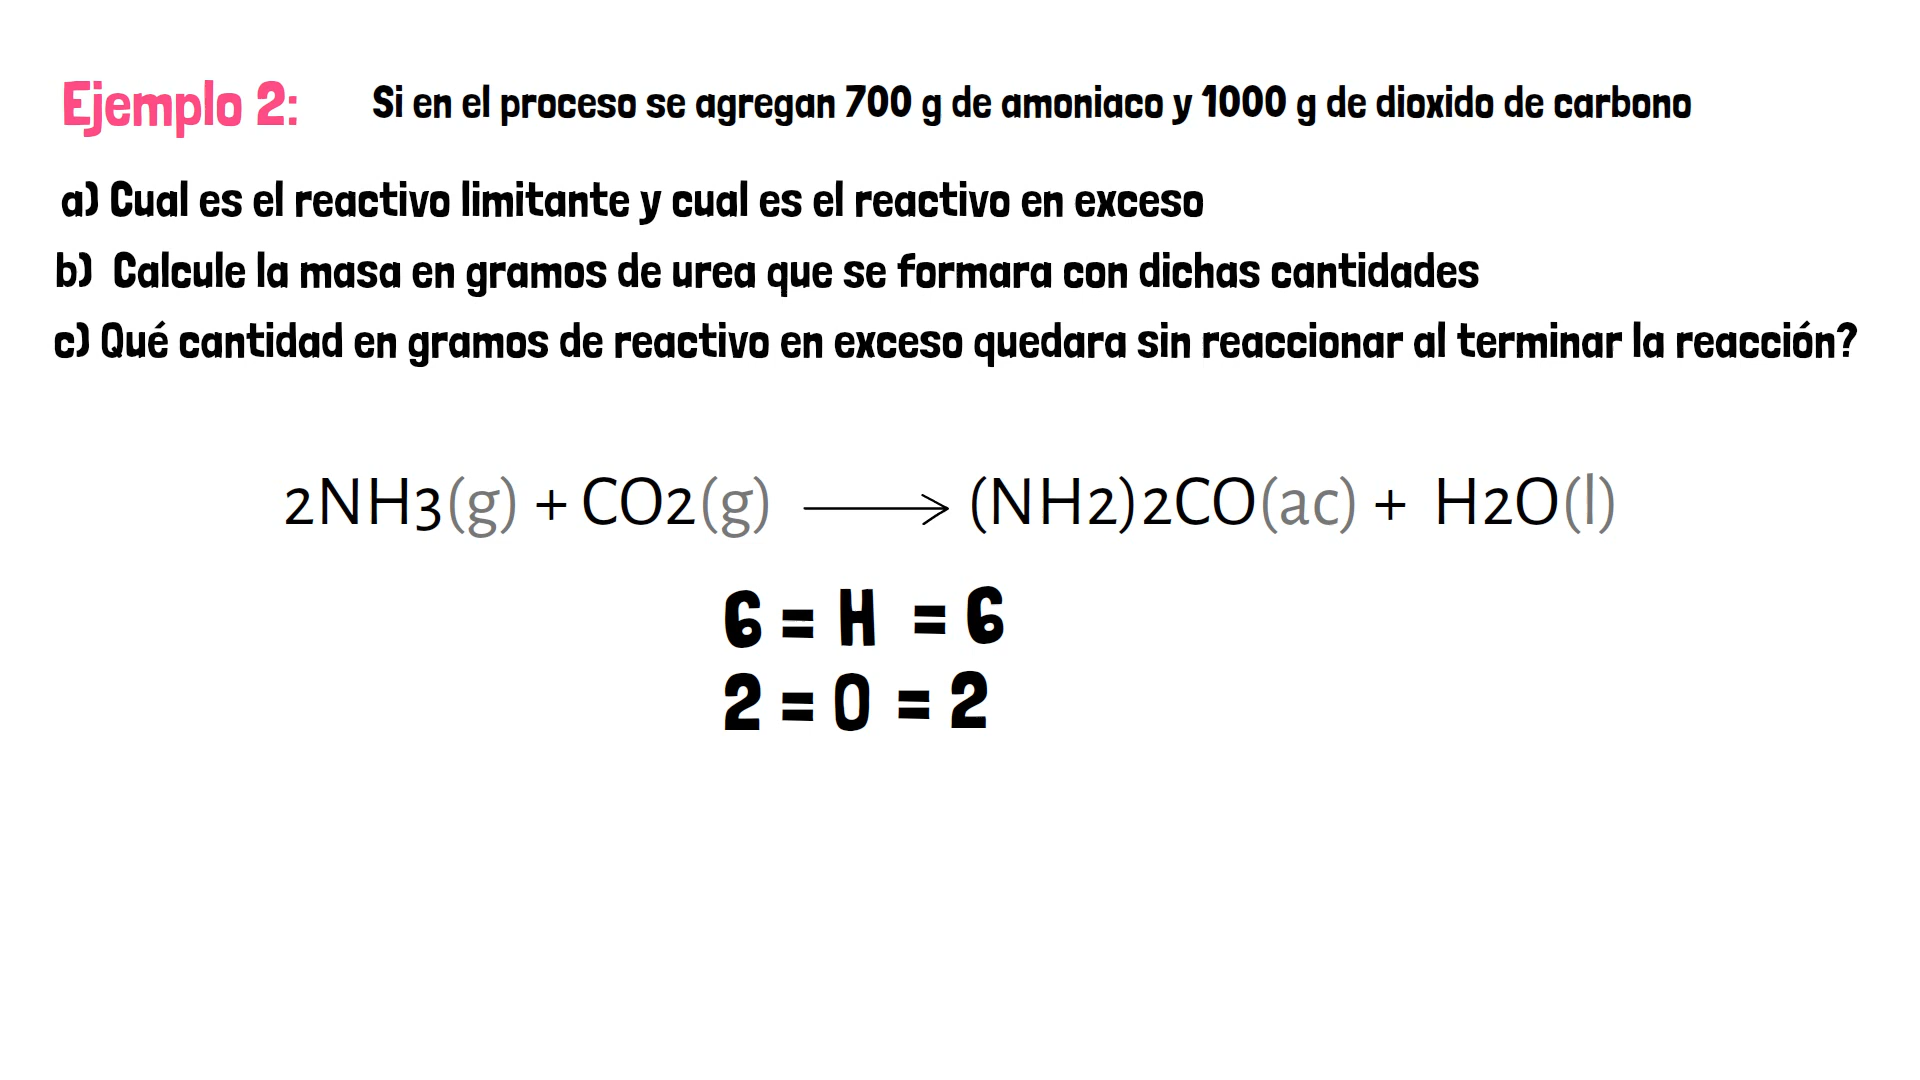 Ejemplo 2: Si en el proceso se agregan 700 g de amoniaco y 1000 g de dioxido de carbono
a) Cual es el reactivo limitante y cual es el reactivo en exceso
b) Calcule la masa en gramos de urea que se formara con dichas cantidades
c) Qué cantidad en gramos de reactivo en exceso quedara sin reaccionar al terminar la reacción?
2NH3(g) + CO2(g) ⟶ (NH2)2CO(ac) + H2O(l)
6 = H = 6
2 = O = 2